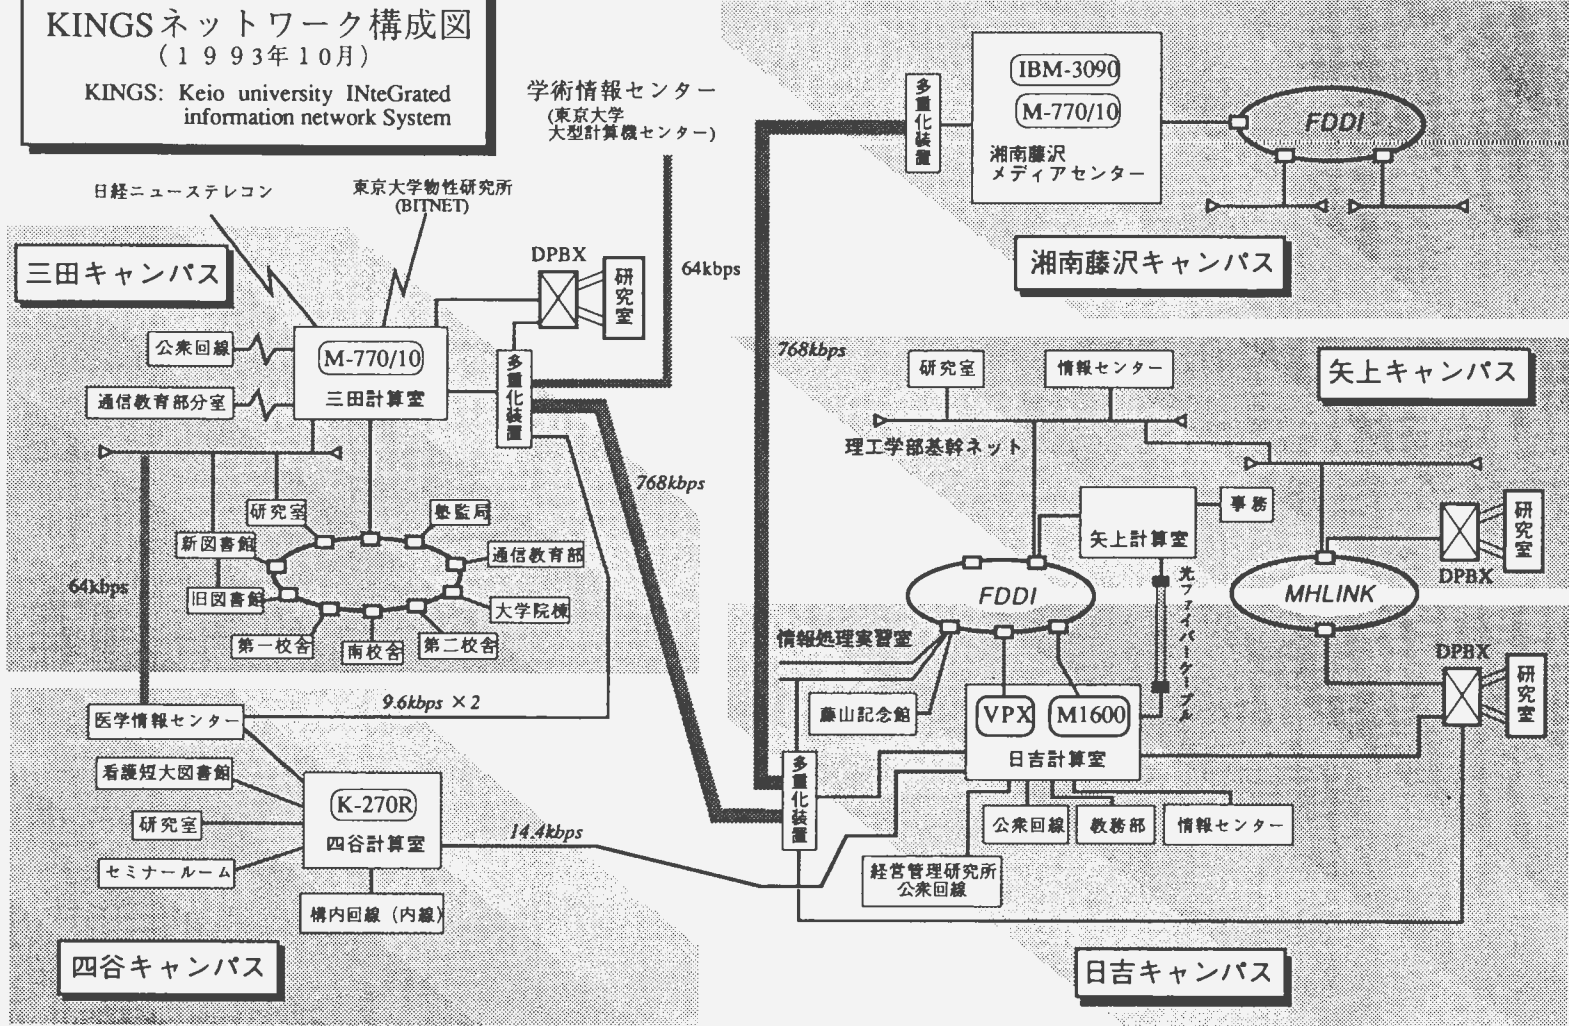 KINGSネットワーク構成図
（１９９３年１０月）
KINGS: Keio university INteGrated
information network System
学術情報センター
(東京大学
大型計算機センター)
日経ニューステレコン
東京大学物性研究所
(BITNET)
三田キャンパス
DPBX
研究室
64kbps
公衆回線
M-770/10
三田計算室
通信教育部分室
多重化装置
768kbps
研究室
塾監局
新図書館
通信教育部
旧図書館
大学院棟
第一校舎
南校舎
第二校舎
64kbps
9.6kbps × 2
医学情報センター
看護短大図書館
研究室
セミナールーム
K-270R
四谷計算室
構内回線（内線）
14.4kbps
四谷キャンパス
多重化装置
IBM-3090
M-770/10
湘南藤沢
メディアセンター
FDDI
湘南藤沢キャンパス
768kbps
研究室
情報センター
矢上キャンパス
理工学部基幹ネット
矢上計算室
事務
研究室
DPBX
FDDI
光ファイバーケーブル
MHLINK
情報処理実習室
藤山記念館
VPX
M1600
日吉計算室
DPBX
研究室
多重化装置
公衆回線
教務部
情報センター
経営管理研究所
公衆回線
日吉キャンパス